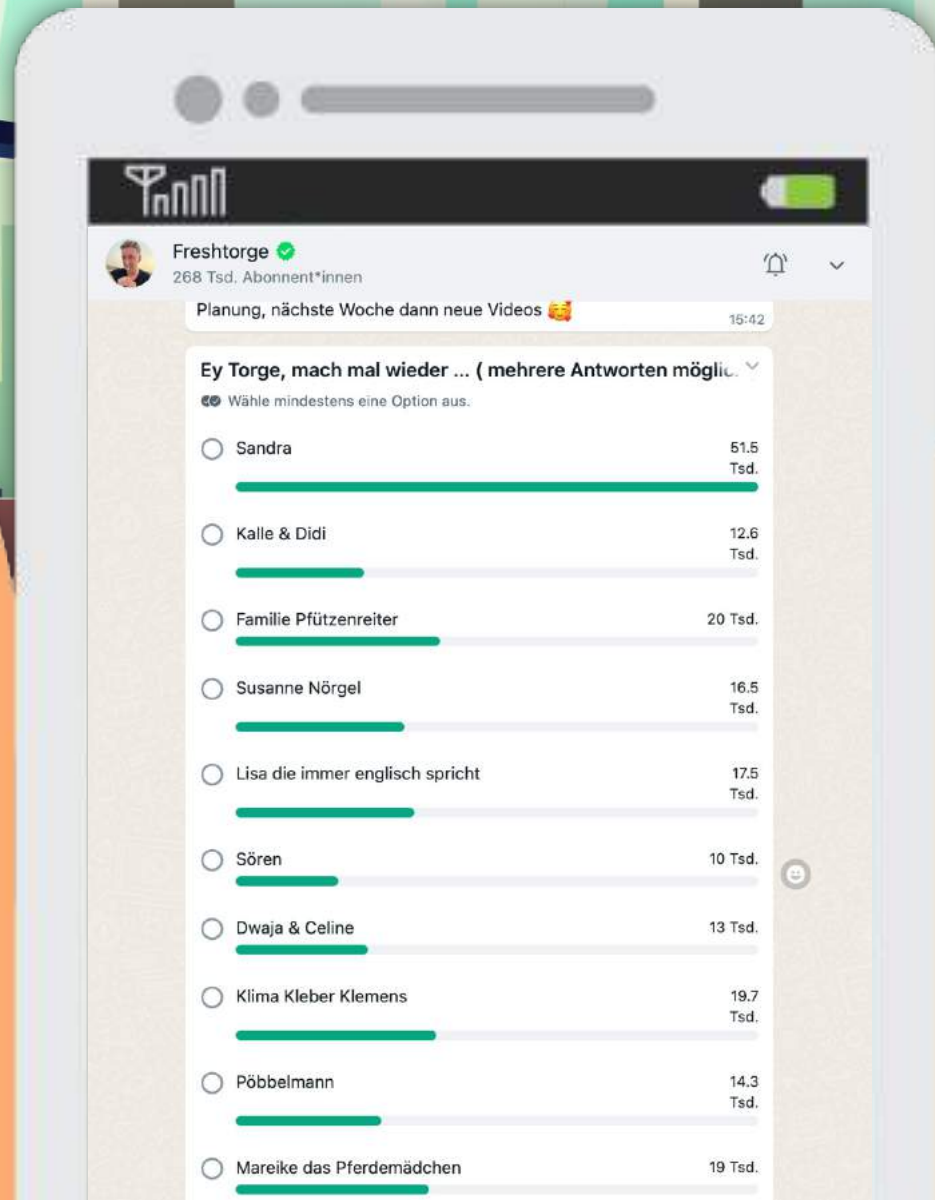 Freshtorge
268 Tsd. Abonnent*innen
Planung, nächste Woche dann neue Videos 🥰
15:42
Ey Torge, mach mal wieder ... ( mehrere Antworten möglic.
Wähle mindestens eine Option aus.
Sandra 51.5
Tsd.
Kalle & Didi 12.6
Tsd.
Familie Pfützenreiter 20 Tsd.
Susanne Nörgel 16.5
Tsd.
Lisa die immer englisch spricht 17.5
Tsd.
Sören 10 Tsd.
Dwaja & Celine 13 Tsd.
Klima Kleber Klemens 19.7
Tsd.
Pöbbelmann 14.3
Tsd.
Mareike das Pferdemädchen 19 Tsd.